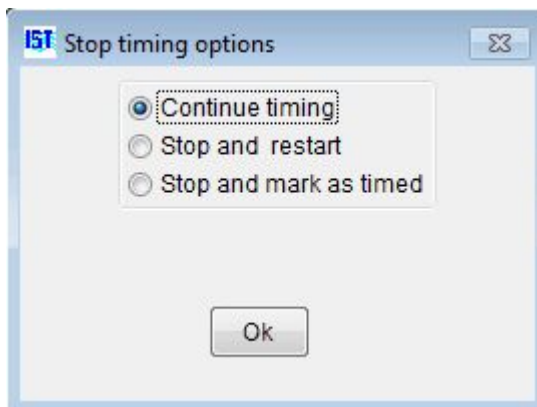 IST Stop timing options
Continue timing
Stop and restart
Stop and mark as timed
Ok